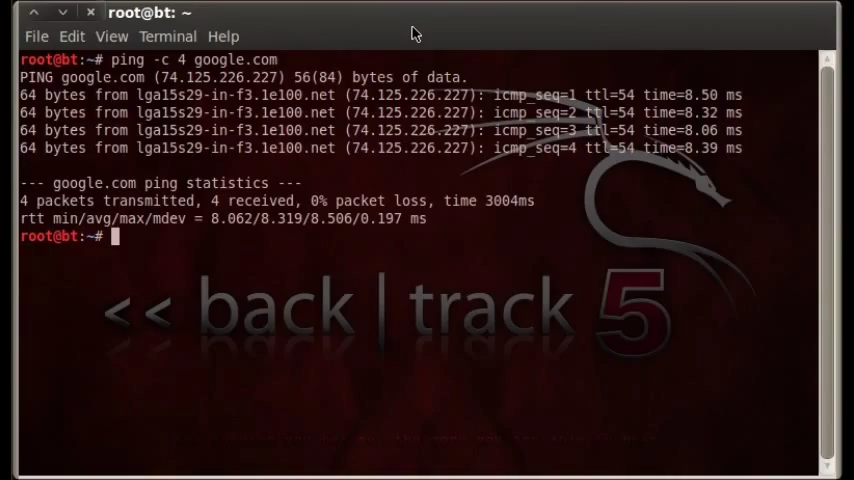 root@bt: ~
File Edit View Terminal Help
root@bt:~# ping -c 4 google.com
PING google.com (74.125.226.227) 56(84) bytes of data.
64 bytes from lga15s29-in-f3.1e100.net (74.125.226.227): icmp_seq=1 ttl=54 time=8.50 ms
64 bytes from lga15s29-in-f3.1e100.net (74.125.226.227): icmp_seq=2 ttl=54 time=8.32 ms
64 bytes from lga15s29-in-f3.1e100.net (74.125.226.227): icmp_seq=3 ttl=54 time=8.06 ms
64 bytes from lga15s29-in-f3.1e100.net (74.125.226.227): icmp_seq=4 ttl=54 time=8.39 ms
--- google.com ping statistics ---
4 packets transmitted, 4 received, 0% packet loss, time 3004ms
rtt min/avg/max/mdev = 8.062/8.319/8.506/0.197 ms
root@bt:~#
<< back | track 5